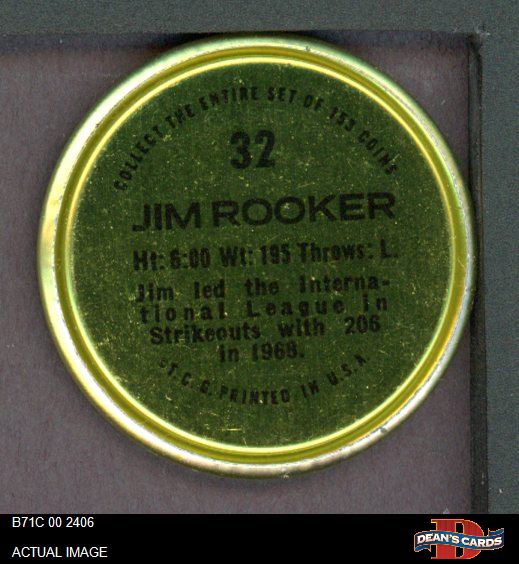 COLLECT THE ENTIRE SET OF 153 COINS
32
JIM ROOKER
Ht: 6:00 Wt: 195 Throws: L.
Jim led the Interna-
tional League in
Strikeouts with 206
in 1968.
©T.C.G. PRINTED IN U.S.A.
B71C 00 2406
ACTUAL IMAGE
D
DEAN'S CARDS